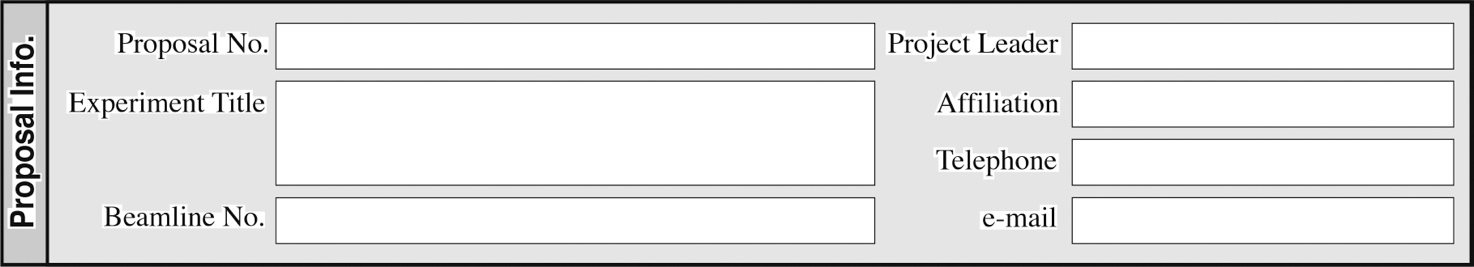 Proposal Info.
Proposal No.
Project Leader
Experiment Title
Affiliation
Telephone
Beamline No.
e-mail